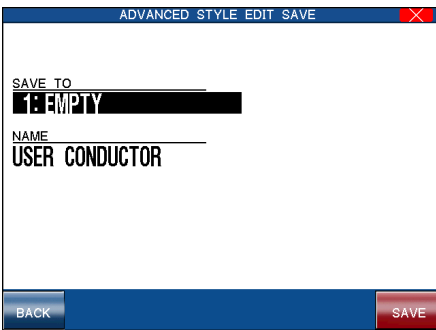 ADVANCED STYLE EDIT SAVE
SAVE TO
1: EMPTY
NAME
USER CONDUCTOR
BACK
SAVE